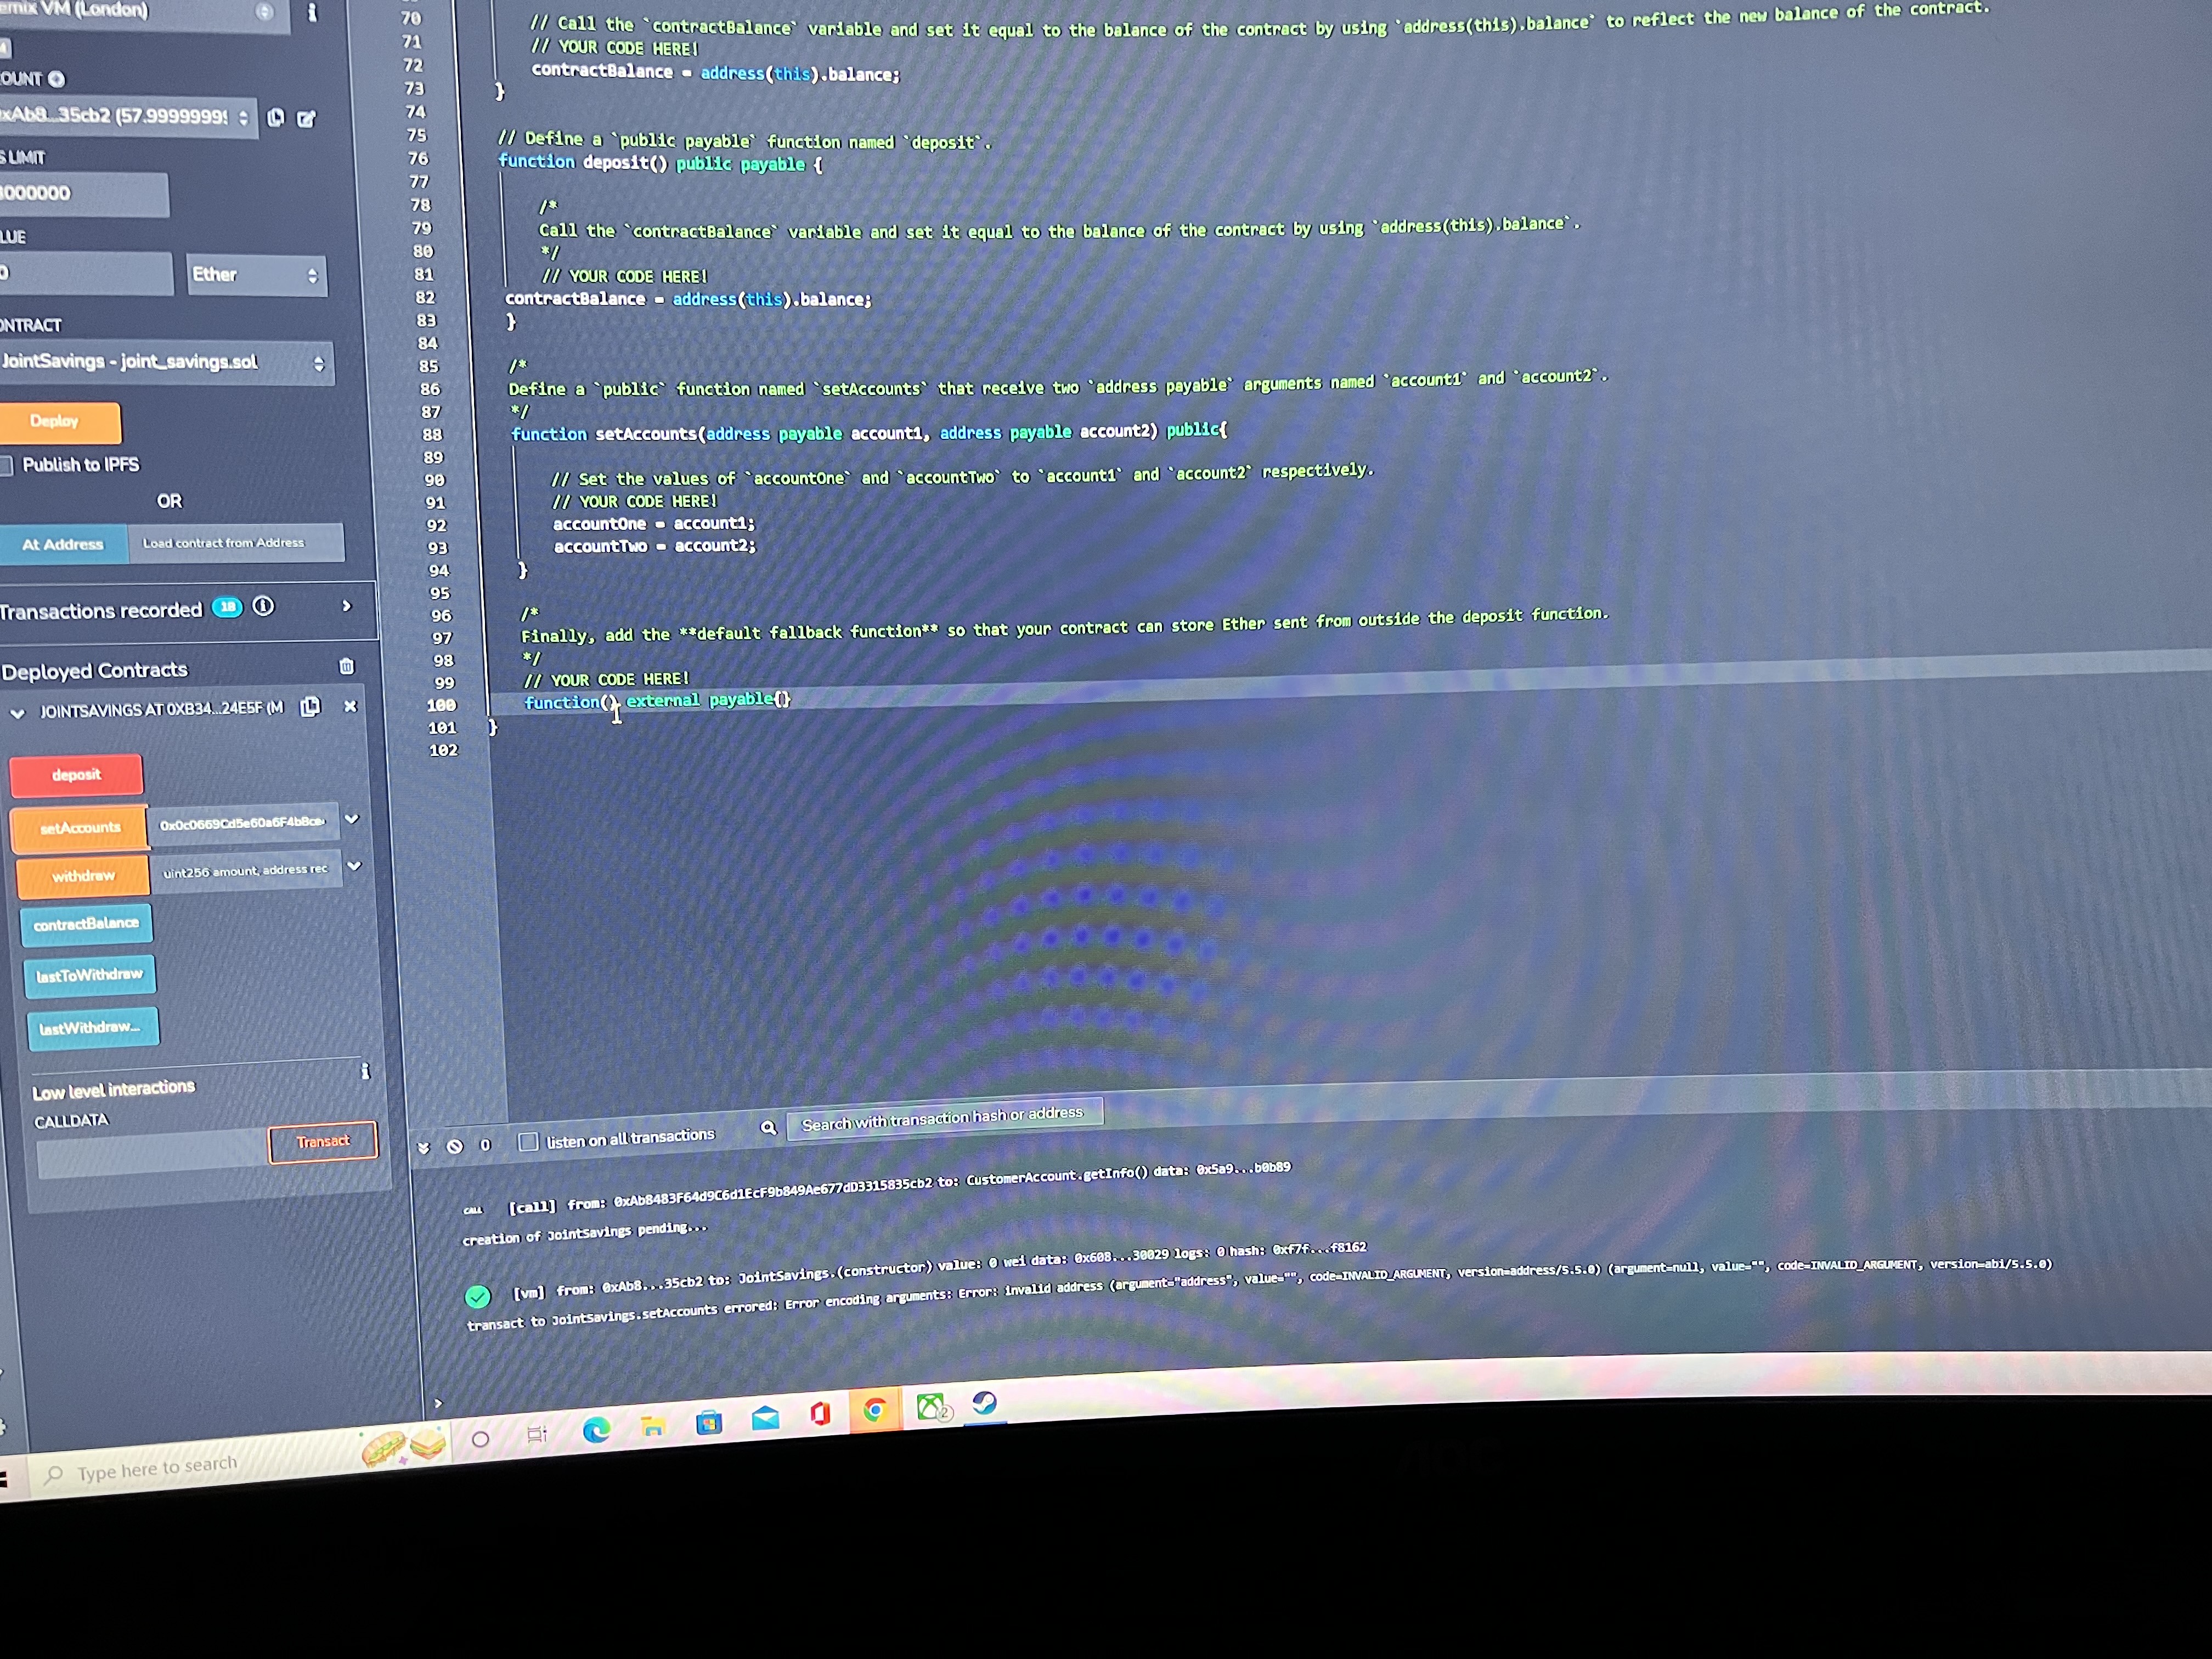 VM (London)
35cb2 (57.9999999
LIMIT
Ether
JointSavings - joint_savings.sol
Deploy
Publish to IPFS
OR
At Address
Load contract from Address
Transactions recorded
18
Deployed Contracts
JOINTSAVINGS AT 0XB34...24E5F (M
deposit
setAccounts
0x0c0669Cd5e60a6F4b8ce
withdraw
uint256 amount, address rec
contractBalance
lastToWithdraw
lastWithdraw...
Low level interactions
CALLDATA
Transact
70 // Call the `contractBalance` variable and set it equal to the balance of the contract by using `address(this).balance` to reflect the new balance of the contract.
71 // YOUR CODE HERE!
72 contractBalance = address(this).balance;
73 }
74
75 // Define a `public payable` function named `deposit`.
76 function deposit() public payable {
77
78 /*
79 Call the `contractBalance` variable and set it equal to the balance of the contract by using `address(this).balance`.
80 */
81 // YOUR CODE HERE!
82 contractBalance = address(this).balance;
83 }
84
85 /*
86 Define a `public` function named `setAccounts` that receive two `address payable` arguments named `account1` and `account2`.
87 */
88 function setAccounts(address payable account1, address payable account2) public{
89
90 // Set the values of `accountOne` and `accountTwo` to `account1` and `account2` respectively.
91 // YOUR CODE HERE!
92 accountOne = account1;
93 accountTwo = account2;
94 }
95
96 /*
97 Finally, add the **default fallback function** so that your contract can store Ether sent from outside the deposit function.
98 */
99 // YOUR CODE HERE!
100 function() external payable{}
101 }
102
0 listen on all transactions Search with transaction hash or address
CALL [call] from: 0xAb8483F64d9C6d1EcF9b849Ae677dD3315835cb2 to: CustomerAccount.getInfo() data: 0x5a9...b0b89
creation of JointSavings pending...
[vm] from: 0xAb8...35cb2 to: JointSavings.(constructor) value: 0 wei data: 0x608...30029 logs: 0 hash: 0xf7f...f8162
transact to JointSavings.setAccounts errored: Error encoding arguments: Error: invalid address (argument="address", value="", code=INVALID_ARGUMENT, version=address/5.5.0) (argument=null, value="", code=INVALID_ARGUMENT, version=abi/5.5.0)
>
Type here to search
2